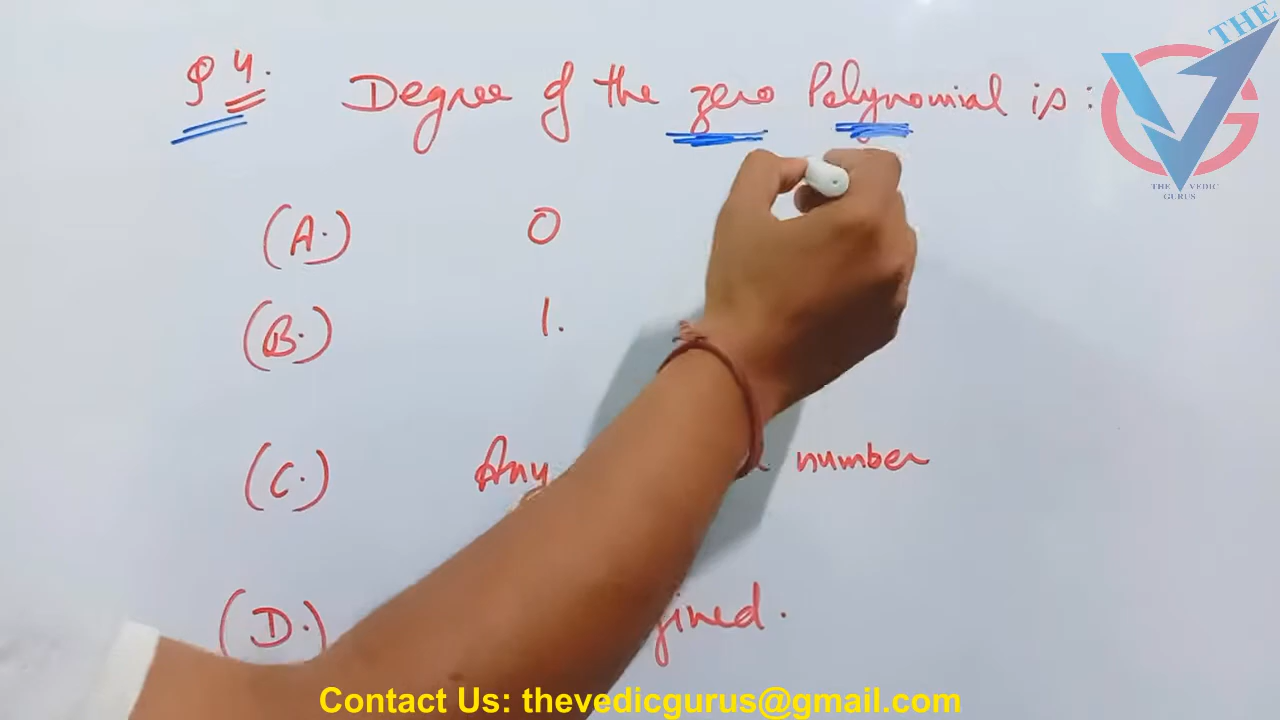 Q 4. Degree of the zero Polynomial is :
(A.) 0
(B.) 1.
(C.) Any number
(D.)
THE
VG
THE VEDIC
GURUS
Contact Us: thevedicgurus@gmail.com